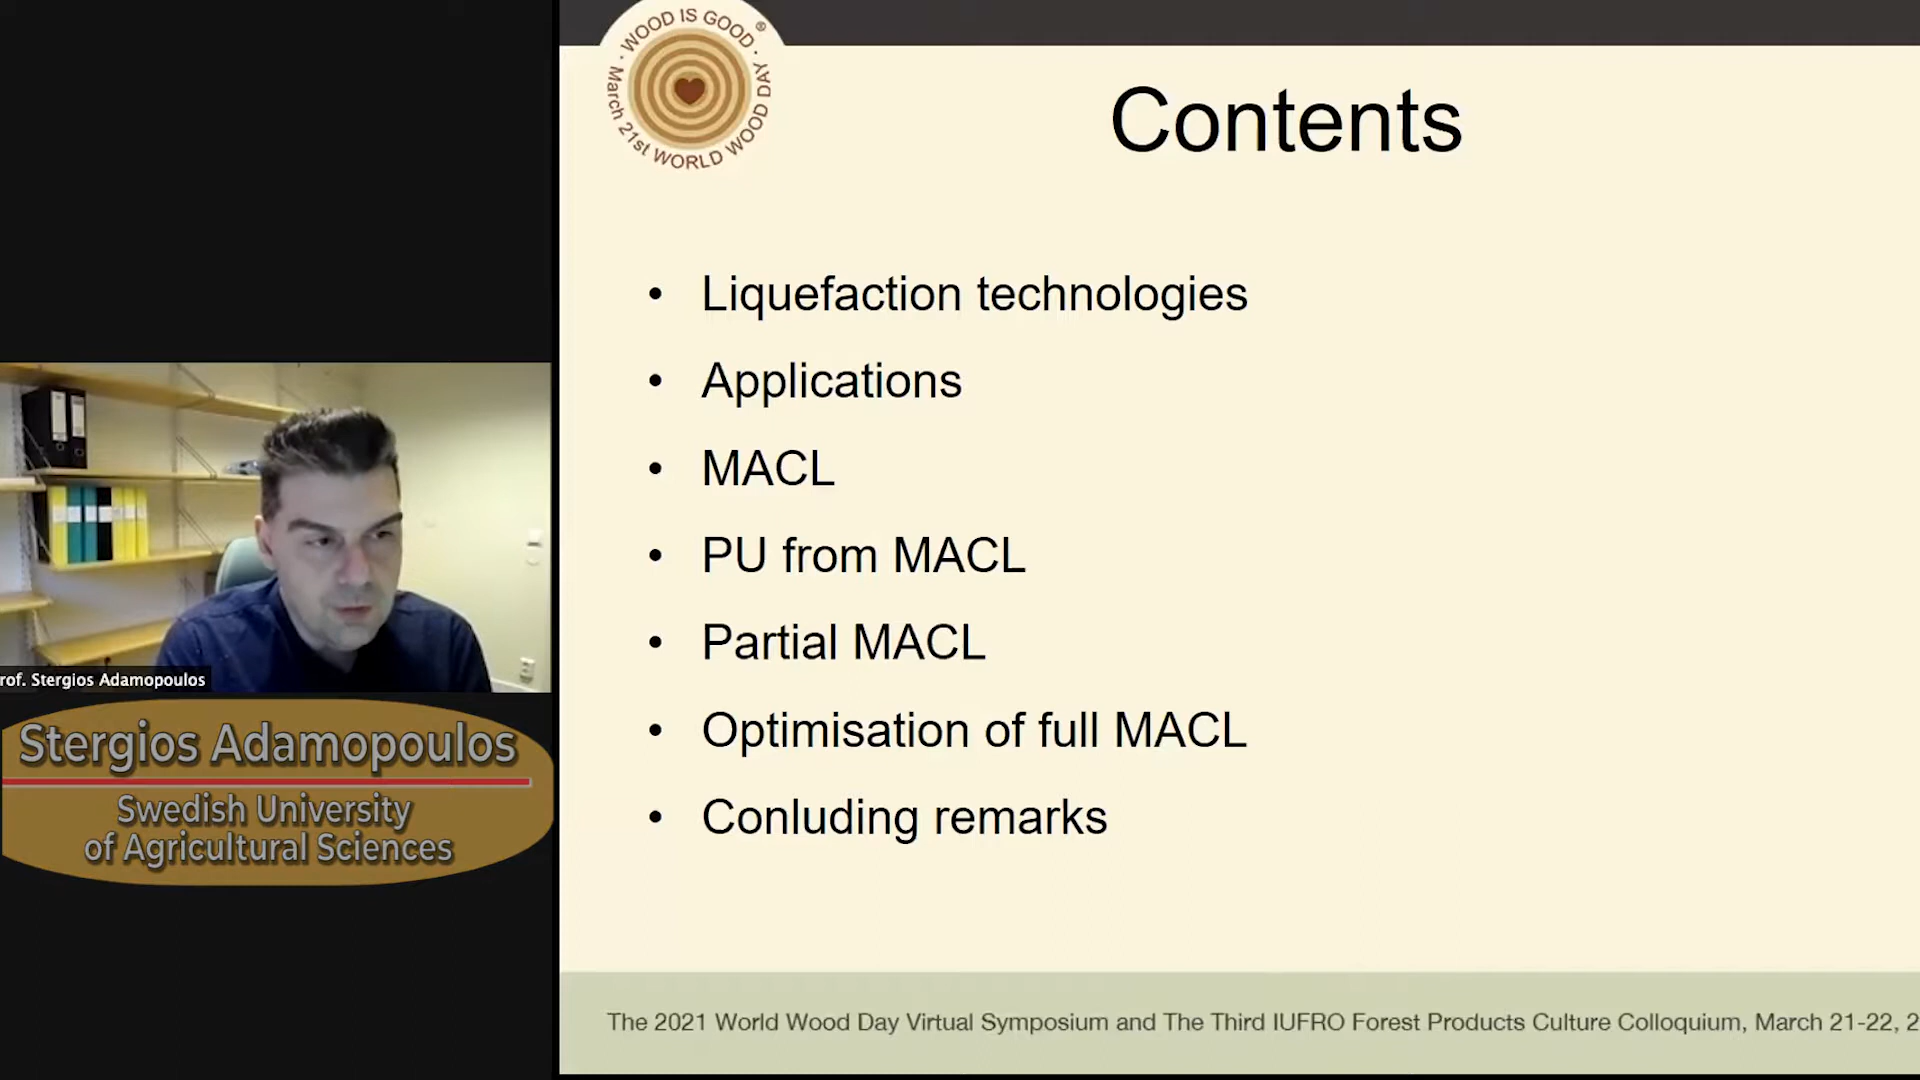 · WOOD IS GOOD ·
®
March 21st WORLD WOOD DAY
Contents
• Liquefaction technologies
• Applications
• MACL
• PU from MACL
• Partial MACL
• Optimisation of full MACL
• Conluding remarks
rof. Stergios Adamopoulos
Stergios Adamopoulos
Swedish University
of Agricultural Sciences
The 2021 World Wood Day Virtual Symposium and The Third IUFRO Forest Products Culture Colloquium, March 21-22, 2